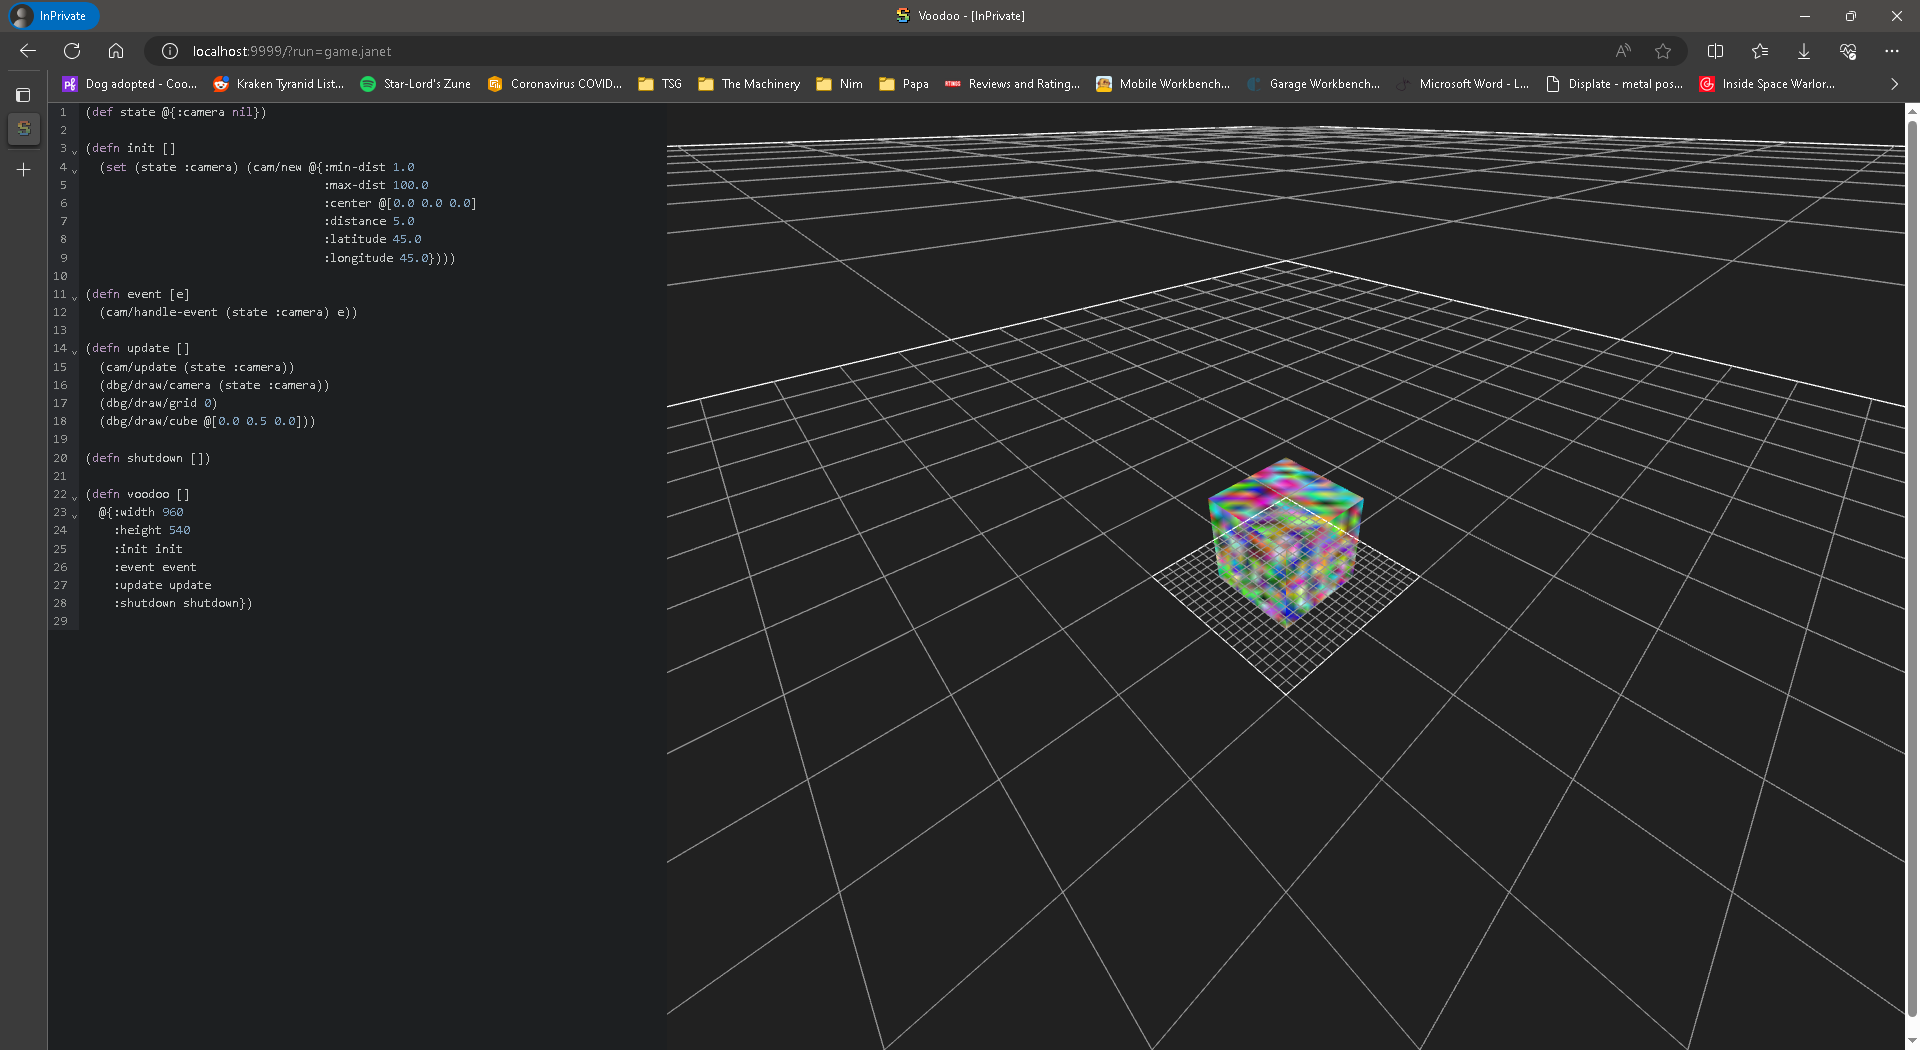 InPrivate
Voodoo - [InPrivate]
localhost:9999/?run=game.janet
Dog adopted - Coo... Kraken Tyranid List... Star-Lord's Zune Coronavirus COVID... TSG The Machinery Nim Papa Reviews and Rating... Mobile Workbench... Garage Workbench... Microsoft Word - L... Displate - metal pos... Inside Space Warlor...
1 (def state @{:camera nil})
2
3 (defn init []
4   (set (state :camera) (cam/new @{:min-dist 1.0
5                                   :max-dist 100.0
6                                   :center @[0.0 0.0 0.0]
7                                   :distance 5.0
8                                   :latitude 45.0
9                                   :longitude 45.0})))
10
11 (defn event [e]
12   (cam/handle-event (state :camera) e))
13
14 (defn update []
15   (cam/update (state :camera))
16   (dbg/draw/camera (state :camera))
17   (dbg/draw/grid 0)
18   (dbg/draw/cube @[0.0 0.5 0.0]))
19
20 (defn shutdown [])
21
22 (defn voodoo []
23   @{:width 960
24     :height 540
25     :init init
26     :event event
27     :update update
28     :shutdown shutdown})
29